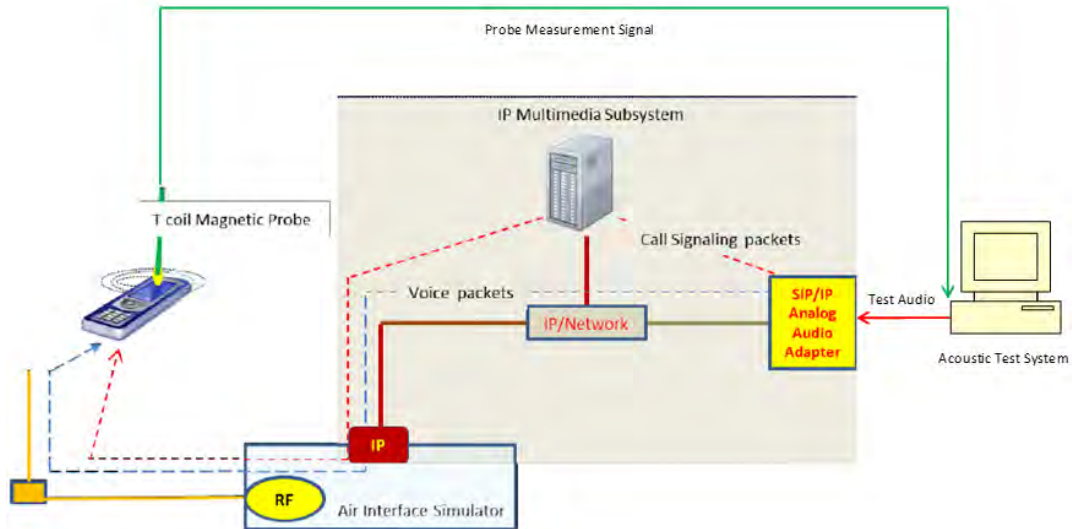 Probe Measurement Signal
IP Multimedia Subsystem
T coil Magnetic Probe
Call Signaling packets
Voice packets
IP/Network
SIP/IP
Analog
Audio
Adapter
Test Audio
Acoustic Test System
IP
RF
Air Interface Simulator